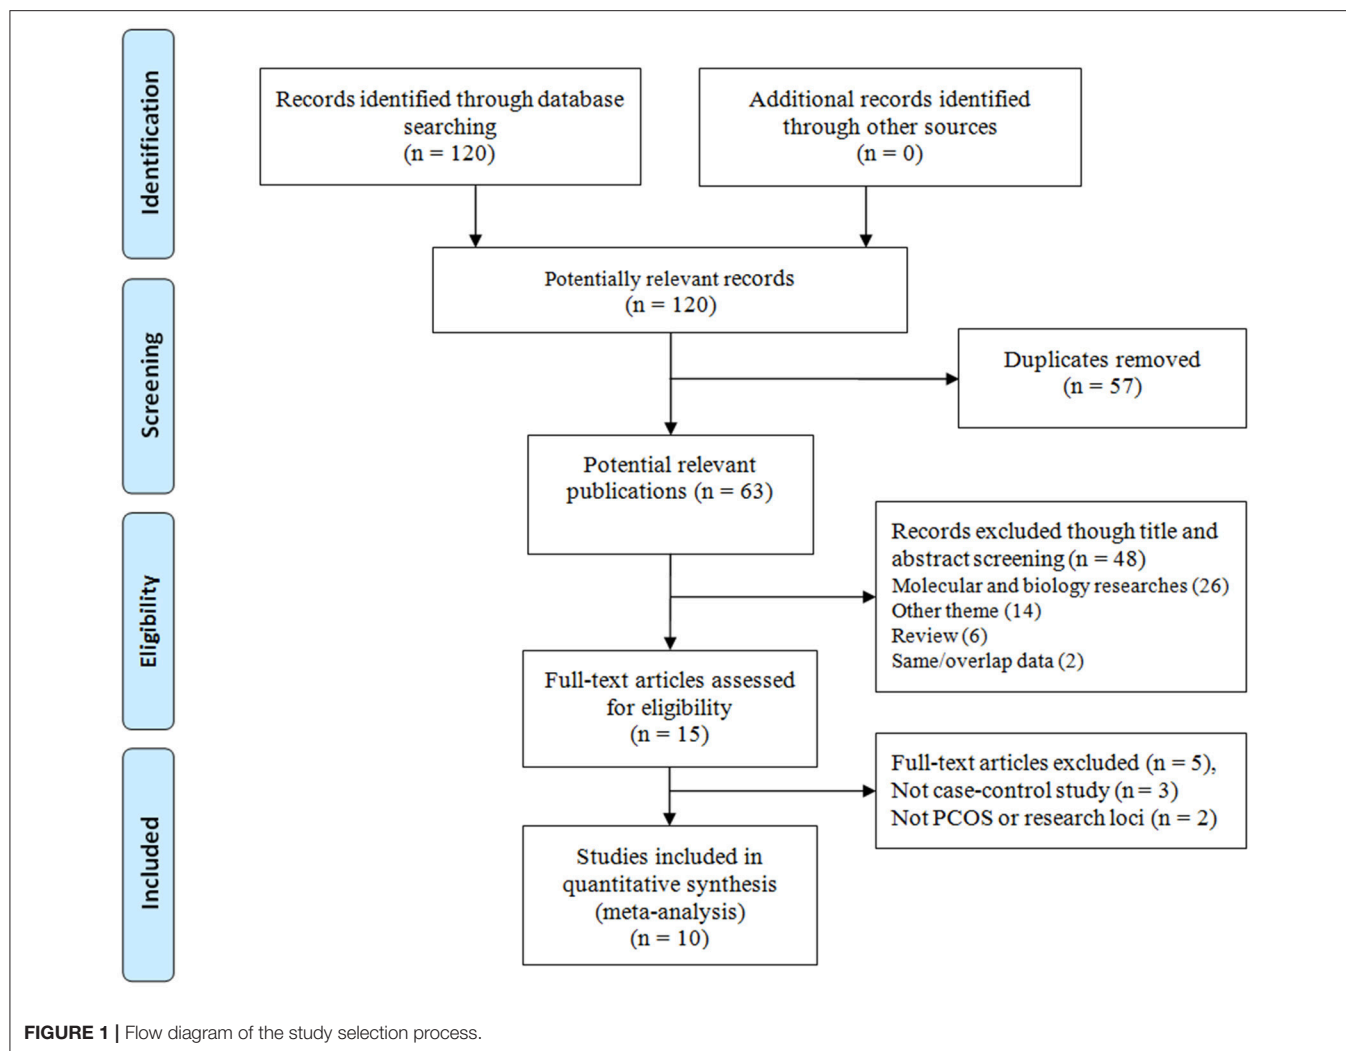 Identification
Records identified through database
searching
(n = 120)
Additional records identified
through other sources
(n = 0)
Potentially relevant records
(n = 120)
Screening
Duplicates removed
(n = 57)
Potential relevant
publications (n = 63)
Eligibility
Records excluded though title and
abstract screening (n = 48)
Molecular and biology researches (26)
Other theme (14)
Review (6)
Same/overlap data (2)
Full-text articles assessed
for eligibility
(n = 15)
Included
Full-text articles excluded (n = 5),
Not case-control study (n = 3)
Not PCOS or research loci (n = 2)
Studies included in
quantitative synthesis
(meta-analysis)
(n = 10)
FIGURE 1 | Flow diagram of the study selection process.